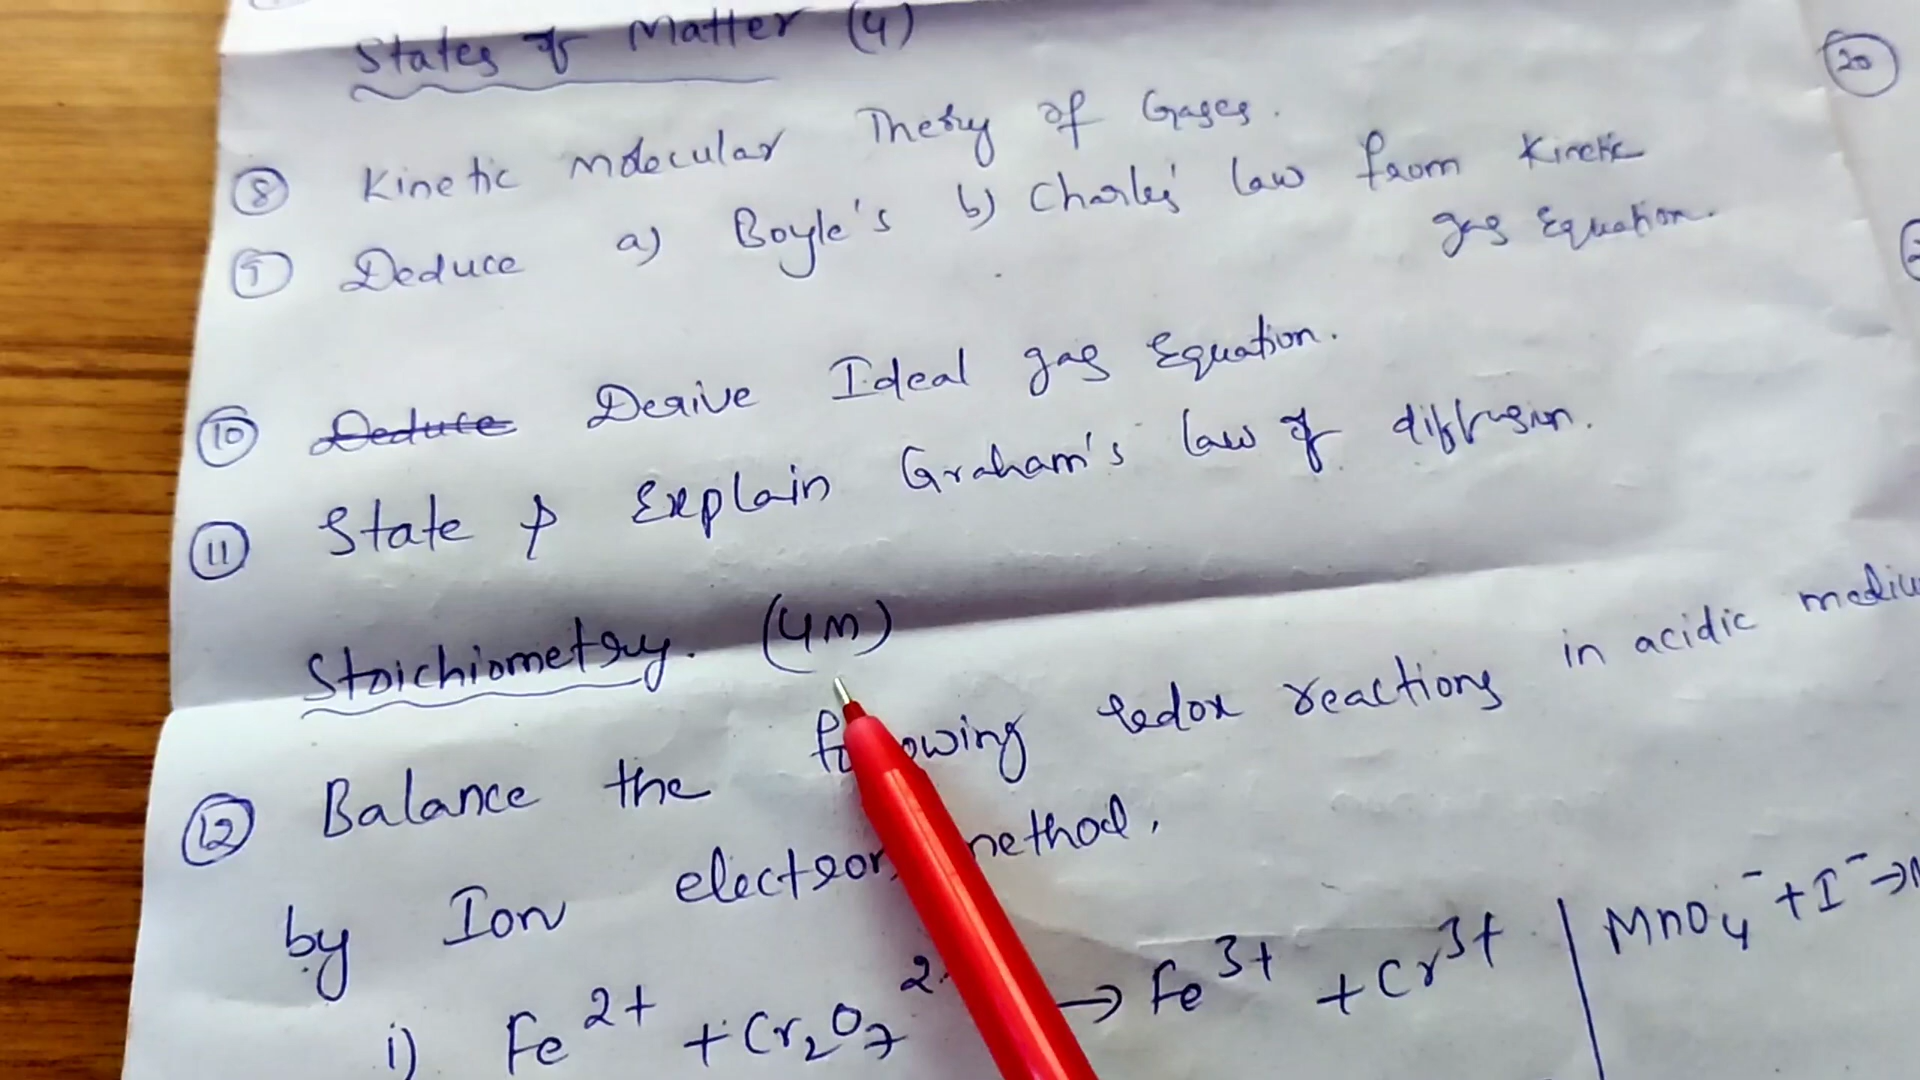 States of Matter (4)
8 Kinetic Molecular Theory of Gases.
9 Deduce a) Boyle's b) Charles' law from Kinetic
gas Equation.
10 Deduce Derive Ideal gas Equation.
11 State & Explain Graham's law of diffusion.
Stoichiometry. (4m)
12 Balance the following redox reactions in acidic
by Ion electron method,
i) Fe²⁺ + Cr₂O₇²⁻ → Fe³⁺ + Cr³⁺ | MnO₄⁻ + I⁻ →
20